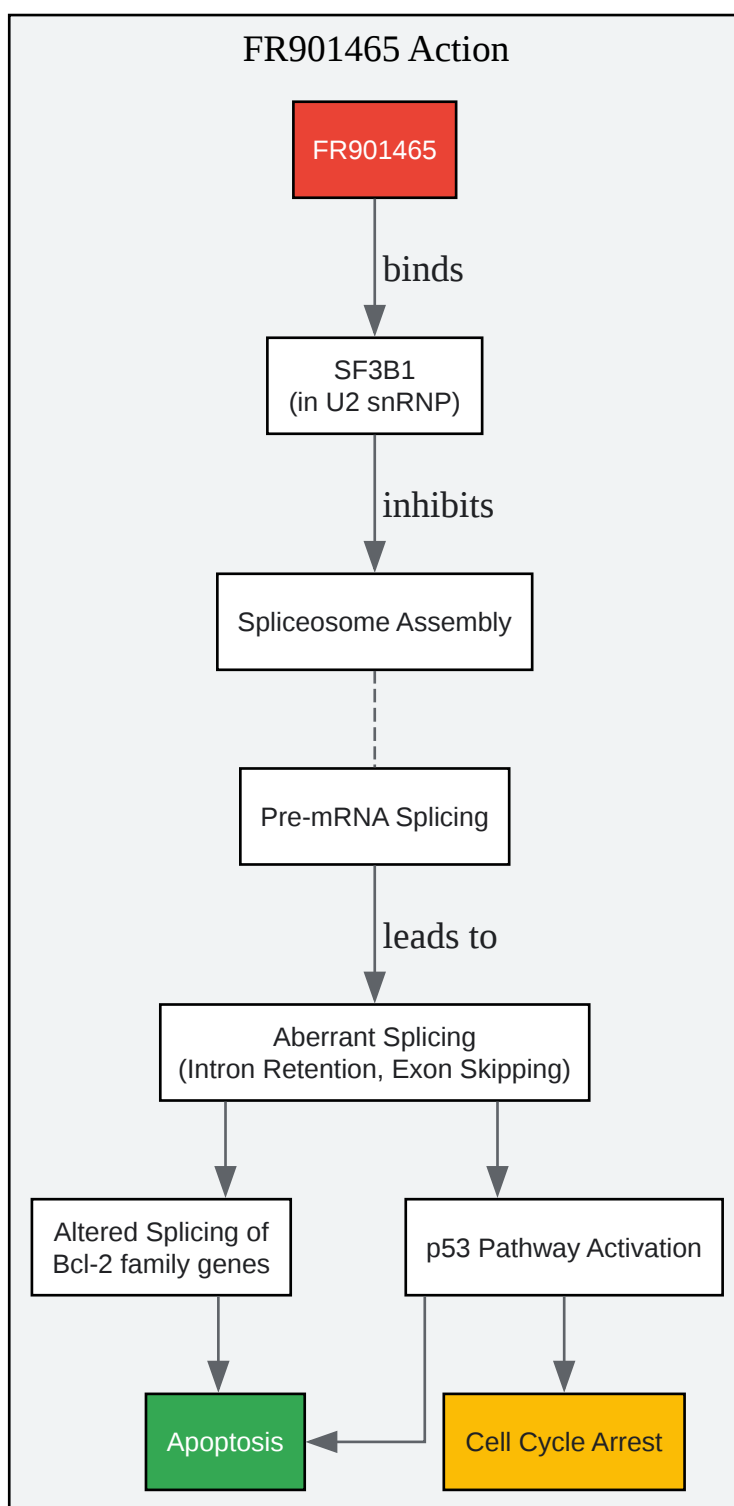 FR901465 Action
FR901465
binds
SF3B1
(in U2 snRNP)
inhibits
Spliceosome Assembly
Pre-mRNA Splicing
leads to
Aberrant Splicing
(Intron Retention, Exon Skipping)
Altered Splicing of
Bcl-2 family genes
p53 Pathway Activation
Apoptosis
Cell Cycle Arrest